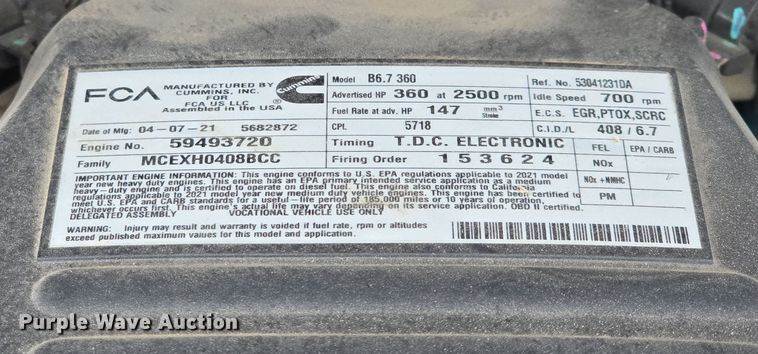 FCA
MANUFACTURED BY
CUMMINS, INC.
FOR
FCA US LLC
Assembled in the USA
Cummins
®
Date of Mfg: 04-07-21 5682872
Engine No. 59493720
Family MCEXH0408BCC
Model B6.7 360
Advertised HP 360 at 2500 rpm
Fuel Rate at adv. HP 147 mm³ Stroke
CPL 5718
Timing T.D.C. ELECTRONIC
Firing Order 1 5 3 6 2 4
Ref. No. 53041231DA
Idle Speed 700 rpm
E.C.S. EGR,PTOX,SCRC
C.I.D./L 408 / 6.7
FEL EPA / CARB
NOx
NOx +NMHC
PM
IMPORTANT ENGINE INFORMATION: This engine conforms to U.S. EPA regulations applicable to 2021 model
year new heavy duty engines. This engine has an EPA primary intended service application as a medium
heavy-duty engine and is certified to operate on diesel fuel. This engine also conforms to California
regulations applicable to 2021 model year new medium duty vehicle engines. This engine has been certified to
meet U.S. EPA and CARB standards for a useful-life period of 185,000 miles or 10 years of operation,
whichever occurs first. This engine's actual life may vary depending on its service application. OBD II certified.
DELEGATED ASSEMBLY VOCATIONAL VEHICLE USE ONLY
WARNING: Injury may result and warranty is voided if fuel rate, rpm or altitudes
exceed published maximum values for this model and application.
Purple Wave Auction